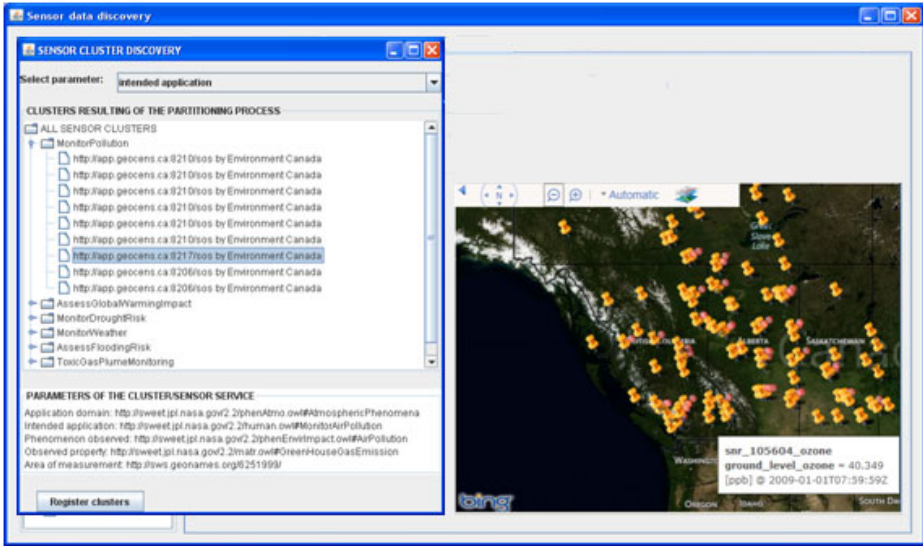 Sensor data discovery
SENSOR CLUSTER DISCOVERY
Select parameter: intended application
CLUSTERS RESULTING OF THE PARTITIONING PROCESS
ALL SENSOR CLUSTERS
MonitorPollution
http://app.geocens.ca:8210/sos by Environment Canada
http://app.geocens.ca:8210/sos by Environment Canada
http://app.geocens.ca:8210/sos by Environment Canada
http://app.geocens.ca:8210/sos by Environment Canada
http://app.geocens.ca:8210/sos by Environment Canada
http://app.geocens.ca:8210/sos by Environment Canada
http://app.geocens.ca:8217/sos by Environment Canada
http://app.geocens.ca:8206/sos by Environment Canada
http://app.geocens.ca:8206/sos by Environment Canada
AssessGlobalWarmingImpact
MonitorDroughtRisk
MonitorWeather
AssessFloodingRisk
ToxicGasPlumeMonitoring
PARAMETERS OF THE CLUSTER/SENSOR SERVICE
Application domain: http://sweet.jpl.nasa.gov/2.2/phenAtmo.owl#AtmosphericPhenomena
Intended application: http://sweet.jpl.nasa.gov/2.2/human.owl#MonitorAirPollution
Phenomenon observed: http://sweet.jpl.nasa.gov/2.2/phenEnvirImpact.owl#AirPollution
Observed property: http://sweet.jpl.nasa.gov/2.2/matr.owl#GreenHouseGasEmission
Area of measurement: http://sws.geonames.org/6251999/
Register clusters
N
Automatic
Great
Slave
Lake
ALBERTA
SASKATCHEWAN
snr_105604_ozone
ground_level_ozone = 40.349
[ppb] @ 2009-01-01T07:59:59Z
OREGON
IDAHO
bing